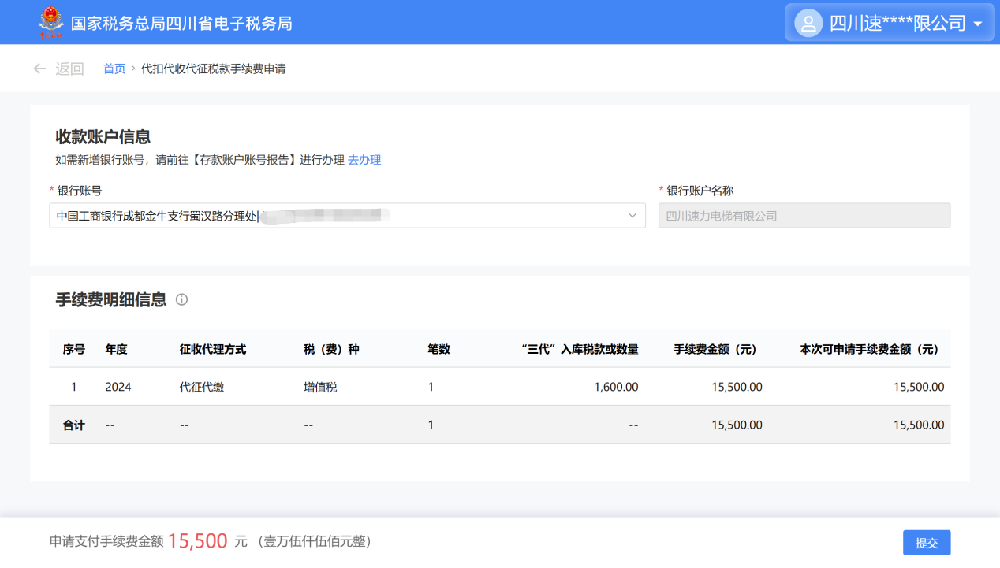 国家税务总局四川省电子税务局
四川速****限公司
返回 首页 › 代扣代收代征税款手续费申请
收款账户信息
如需新增银行账号，请前往【存款账户账号报告】进行办理 去办理
* 银行账号
* 银行账户名称
中国工商银行成都金牛支行蜀汉路分理处|
四川速力电梯有限公司
手续费明细信息
序号 年度 征收代理方式 税（费）种 笔数 “三代”入库税款或数量 手续费金额（元） 本次可申请手续费金额（元）
1 2024 代征代缴 增值税 1 1,600.00 15,500.00 15,500.00
合计 -- -- -- 1 -- 15,500.00 15,500.00
申请支付手续费金额 15,500 元 （壹万伍仟伍佰元整）
提交